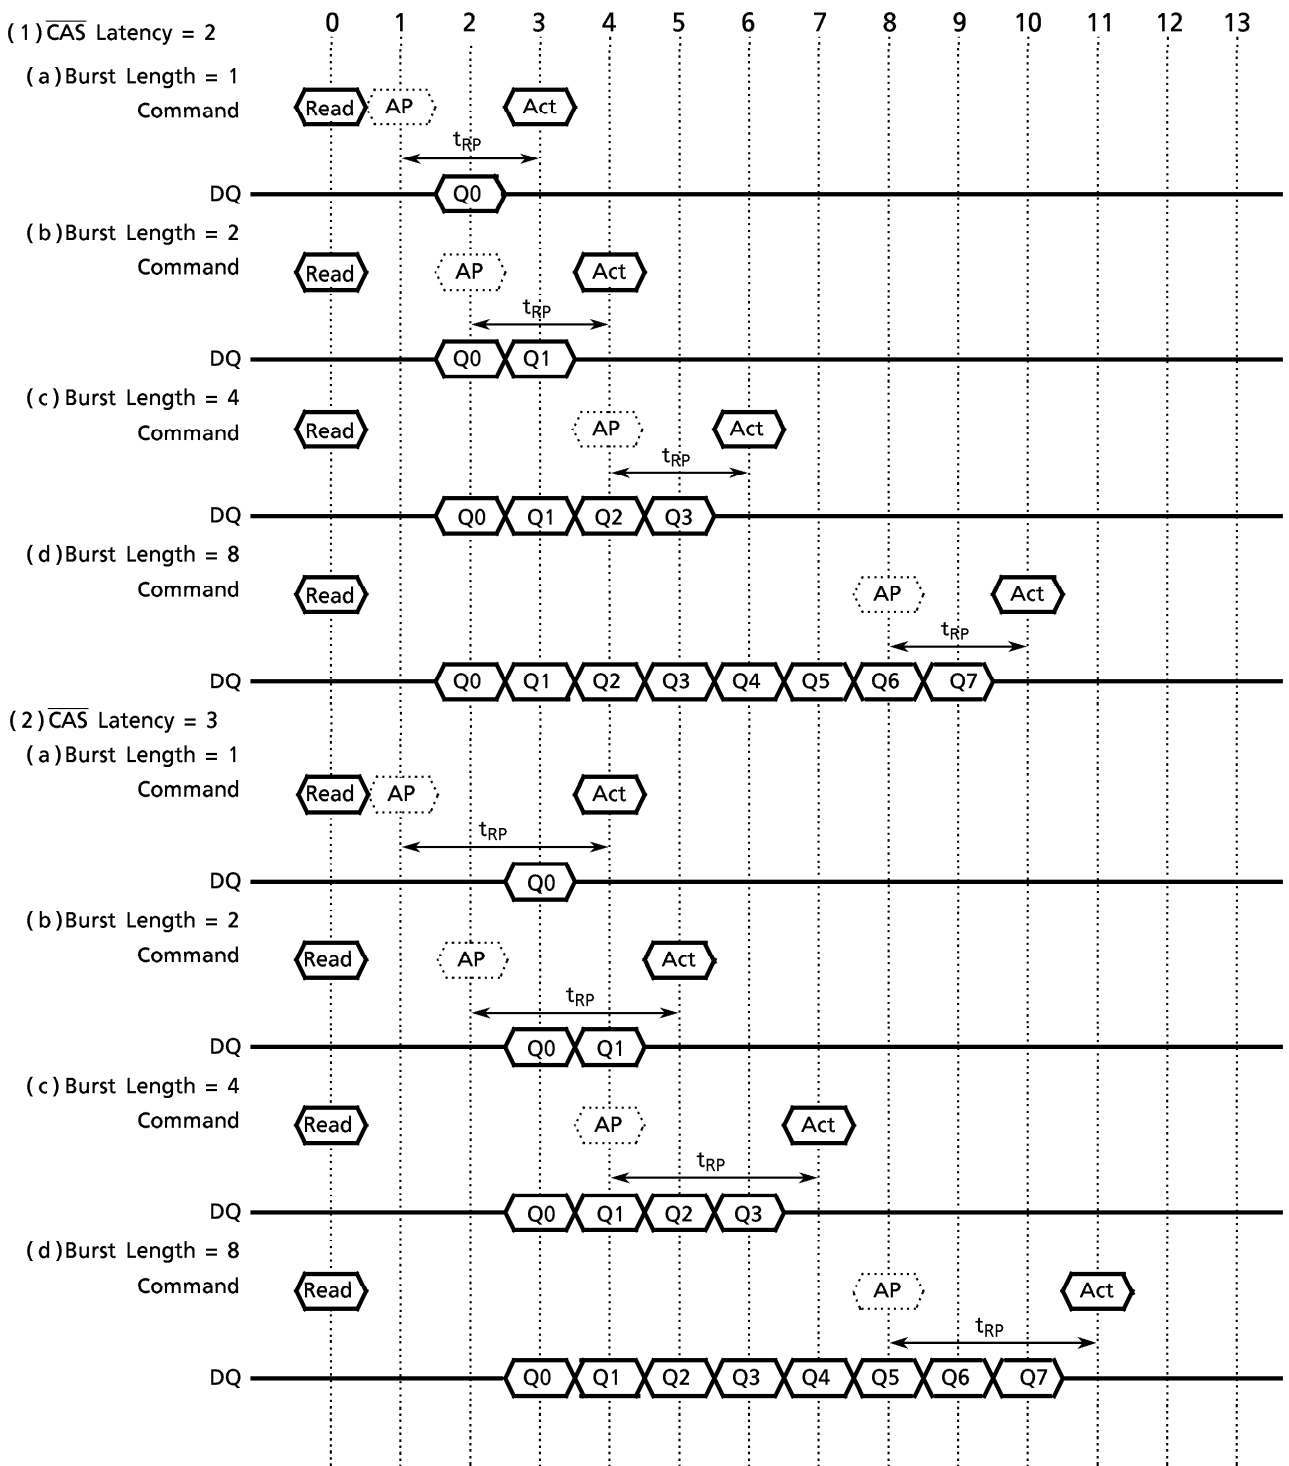 0 1 2 3 4 5 6 7 8 9 10 11 12 13
(1) CAS Latency = 2
(a) Burst Length = 1
Command Read AP Act
tRP
DQ Q0
(b) Burst Length = 2
Command Read AP Act
tRP
DQ Q0 Q1
(c) Burst Length = 4
Command Read AP Act
tRP
DQ Q0 Q1 Q2 Q3
(d) Burst Length = 8
Command Read AP Act
tRP
DQ Q0 Q1 Q2 Q3 Q4 Q5 Q6 Q7
(2) CAS Latency = 3
(a) Burst Length = 1
Command Read AP Act
tRP
DQ Q0
(b) Burst Length = 2
Command Read AP Act
tRP
DQ Q0 Q1
(c) Burst Length = 4
Command Read AP Act
tRP
DQ Q0 Q1 Q2 Q3
(d) Burst Length = 8
Command Read AP Act
tRP
DQ Q0 Q1 Q2 Q3 Q4 Q5 Q6 Q7